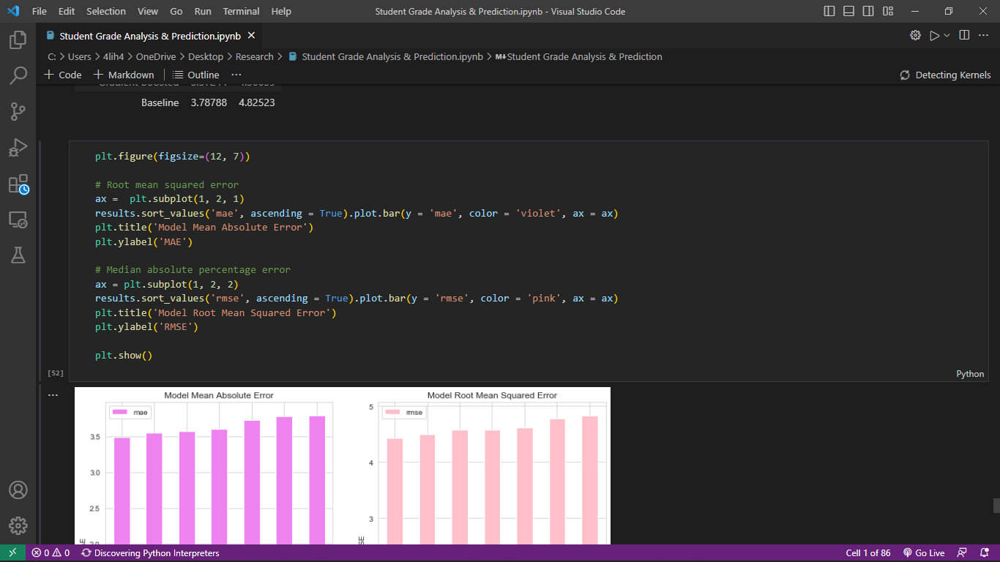 File Edit Selection View Go Run Terminal Help Student Grade Analysis & Prediction.ipynb - Visual Studio Code
Student Grade Analysis & Prediction.ipynb
C: > Users > 4lih4 > OneDrive > Desktop > Research > Student Grade Analysis & Prediction.ipynb > M↓Student Grade Analysis & Prediction
+ Code + Markdown Outline ... Detecting Kernels
Gradient Boosted
Baseline 3.78788 4.82523
plt.figure(figsize=(12, 7))
# Root mean squared error
ax =  plt.subplot(1, 2, 1)
results.sort_values('mae', ascending = True).plot.bar(y = 'mae', color = 'violet', ax = ax)
plt.title('Model Mean Absolute Error')
plt.ylabel('MAE')
# Median absolute percentage error
ax = plt.subplot(1, 2, 2)
results.sort_values('rmse', ascending = True).plot.bar(y = 'rmse', color = 'pink', ax = ax)
plt.title('Model Root Mean Squared Error')
plt.ylabel('RMSE')
plt.show()
[52] Python
...
Model Mean Absolute Error
mae
3.5
3.0
2.5
2.0
Model Root Mean Squared Error
rmse
5
4
3
SE
0 0 Discovering Python Interpreters Cell 1 of 86 Go Live